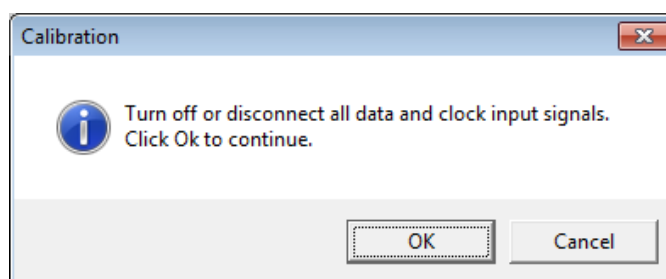 Calibration
Turn off or disconnect all data and clock input signals.
Click Ok to continue.
OK
Cancel